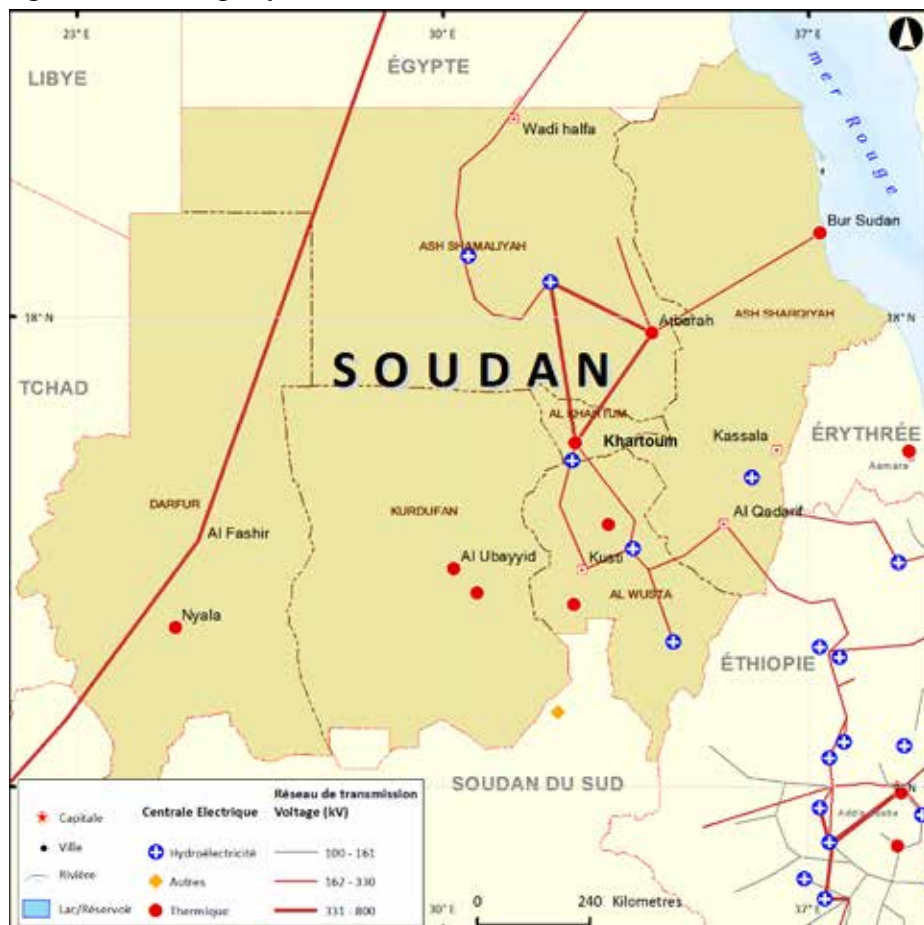 23° E
30° E
37° E
LIBYE
ÉGYPTE
mer Rouge
Wadi halfa
Bur Sudan
ASH SHAMALIYAH
18° N
Atbarah
ASH SHARQIYAH
18° N
SOUDAN
TCHAD
AL KHARTUM
Khartoum
Kassala
ÉRYTHRÉE
Asmara
DARFUR
KURDUFAN
Al Qadarif
Al Fashir
Al Ubayyid
Kusti
AL WUSTA
Nyala
ÉTHIOPIE
SOUDAN DU SUD
Capitale
Ville
Rivière
Lac/Réservoir
Centrale Electrique
Hydroélectricité
Autres
Thermique
Réseau de transmission
Voltage (kV)
100 - 161
162 - 330
331 - 800
30° E
0
240 Kilometres
37° E